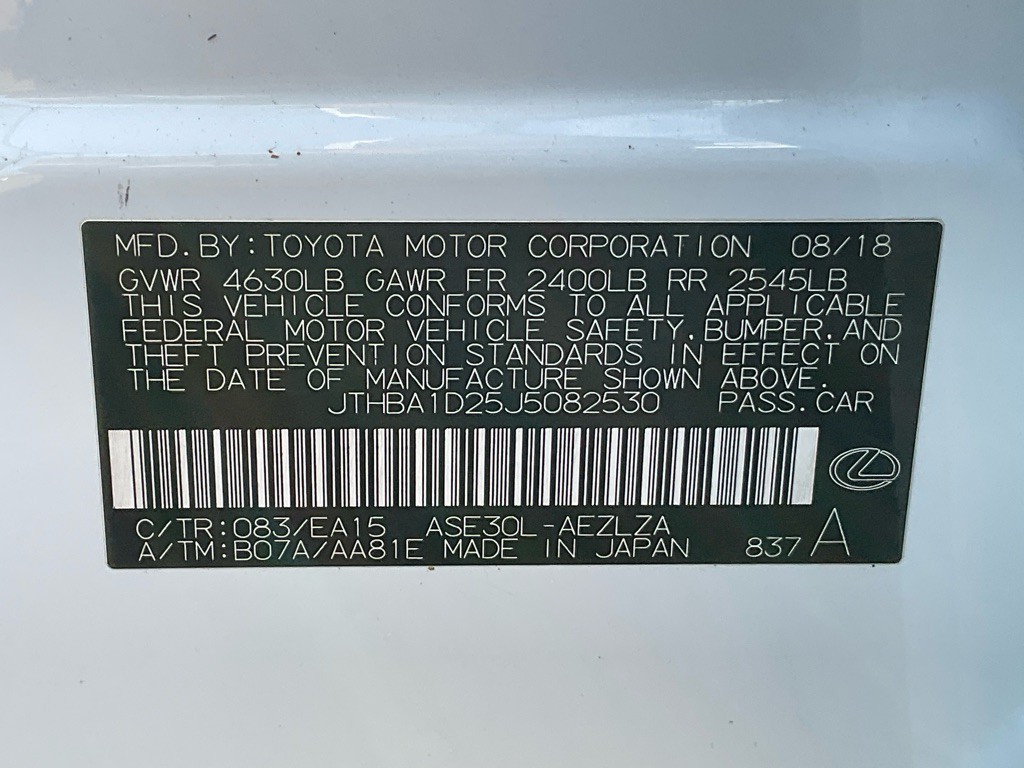 MFD. BY: TOYOTA MOTOR CORPORATION 08/18
GVWR 4630LB GAWR FR 2400LB RR 2545LB
THIS VEHICLE CONFORMS TO ALL APPLICABLE
FEDERAL MOTOR VEHICLE SAFETY, BUMPER, AND
THEFT PREVENTION STANDARDS IN EFFECT ON
THE DATE OF MANUFACTURE SHOWN ABOVE.
JTHBA1D25J5082530 PASS. CAR
C/TR: 083/EA15 ASE30L-AEZLZA
A/TM: B07A/AA81E MADE IN JAPAN 837 A